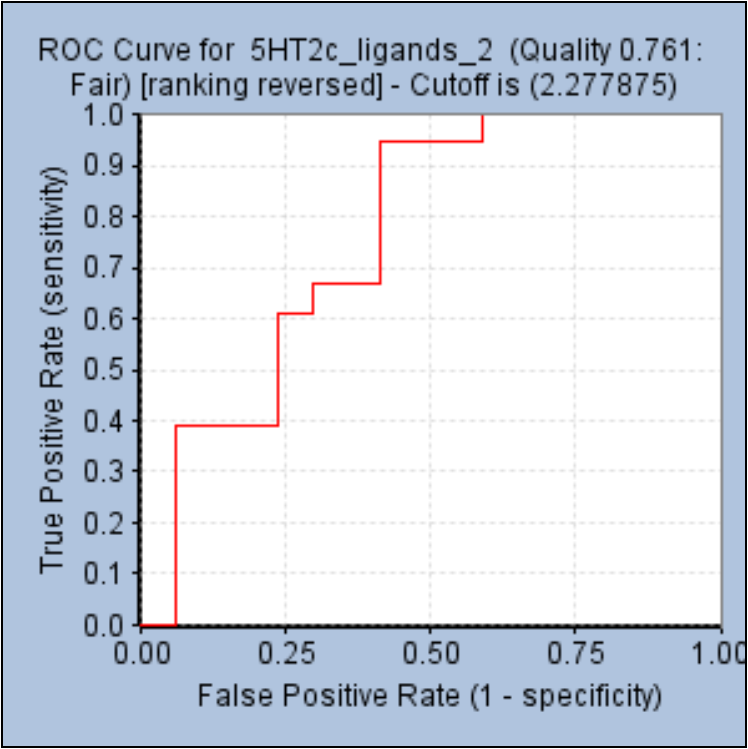 ROC Curve for 5HT2c_ligands_2 (Quality 0.761:
Fair) [ranking reversed] - Cutoff is (2.277875)
1.0
0.9
0.8
0.7
0.6
0.5
0.4
0.3
0.2
0.1
0.0
True Positive Rate (sensitivity)
0.00 0.25 0.50 0.75 1.00
False Positive Rate (1 - specificity)